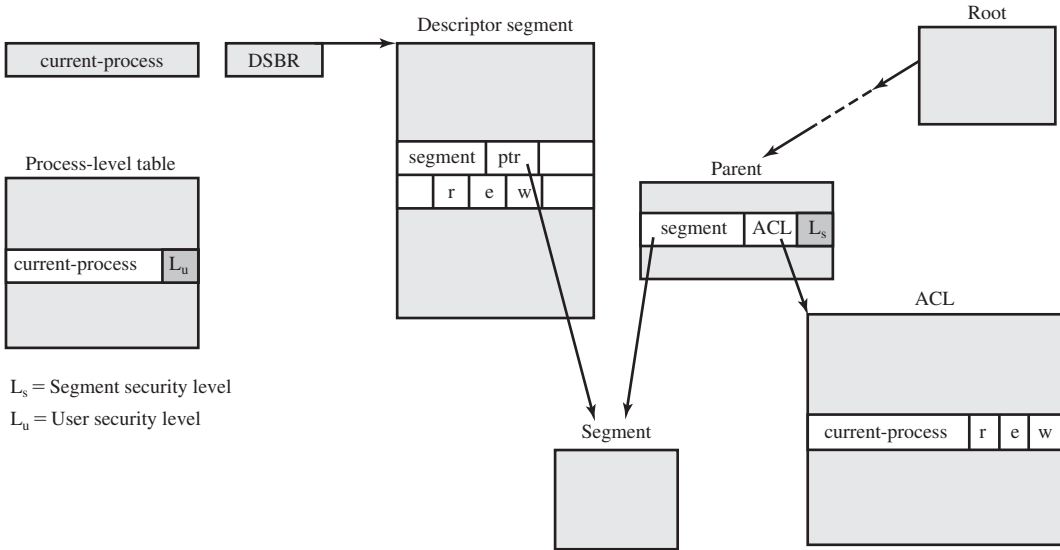 Descriptor segment
Root
current-process
DSBR
segment ptr
r e w
Process-level table
current-process Lu
Parent
segment ACL Ls
ACL
Ls = Segment security level
Lu = User security level
Segment
current-process r e w